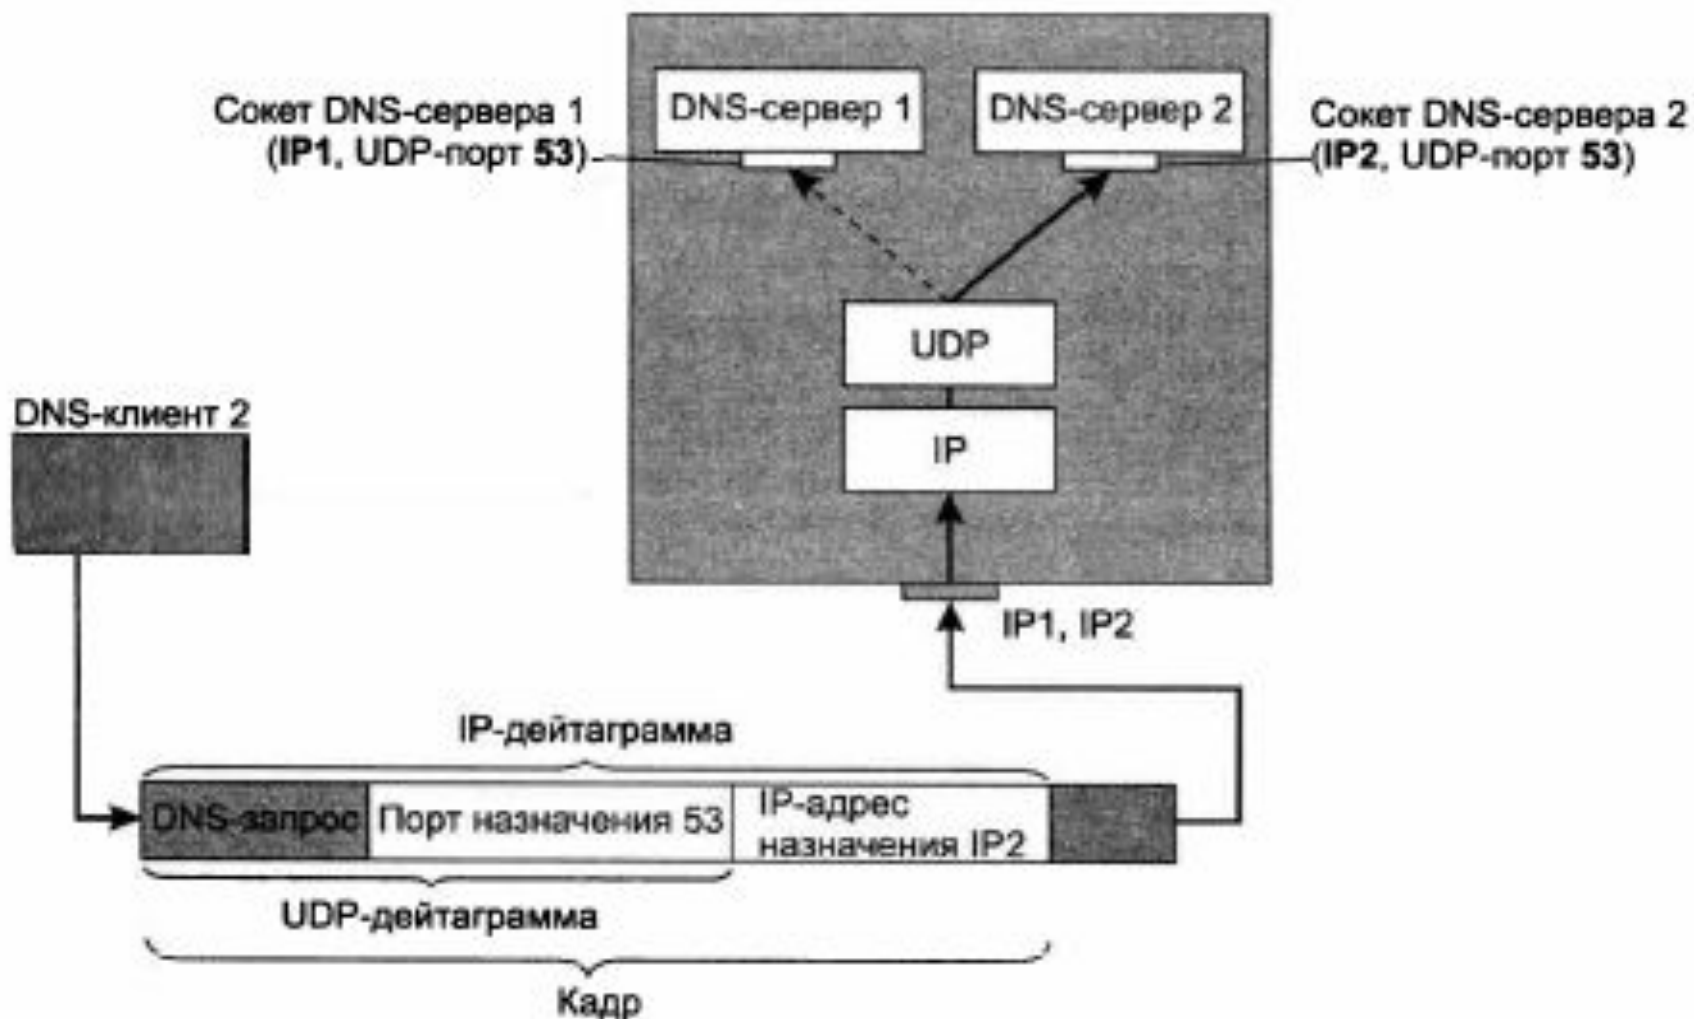 Сокет DNS-сервера 1
(IP1, UDP-порт 53)
DNS-сервер 1
DNS-сервер 2
Сокет DNS-сервера 2
(IP2, UDP-порт 53)
UDP
IP
DNS-клиент 2
IP1, IP2
IP-дейтаграмма
DNS-запрос
Порт назначения 53
IP-адрес
назначения IP2
UDP-дейтаграмма
Кадр